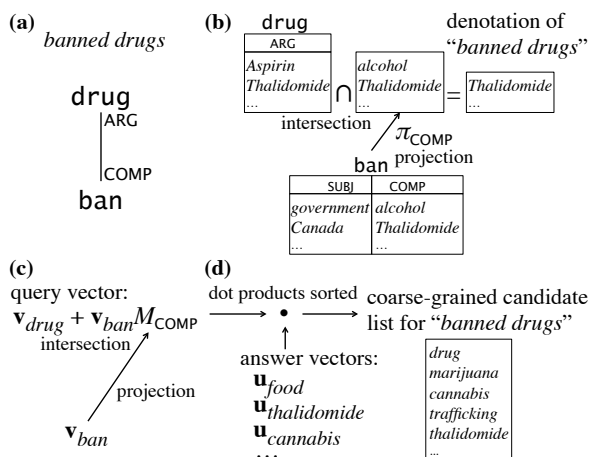 (a)
banned drugs
drug
ARG
COMP
ban
(b)
drug
ARG
Aspirin
Thalidomide
...
∩
intersection
alcohol
Thalidomide
...
=
denotation of
"banned drugs"
Thalidomide
...
πCOMP
projection
ban
SUBJ COMP
government alcohol
Canada Thalidomide
... ...
(c)
query vector:
v_drug + v_ban M_COMP
intersection
projection
v_ban
(d)
dot products sorted
•
answer vectors:
u_food
u_thalidomide
u_cannabis
...
coarse-grained candidate
list for "banned drugs"
drug
marijuana
cannabis
trafficking
thalidomide
...